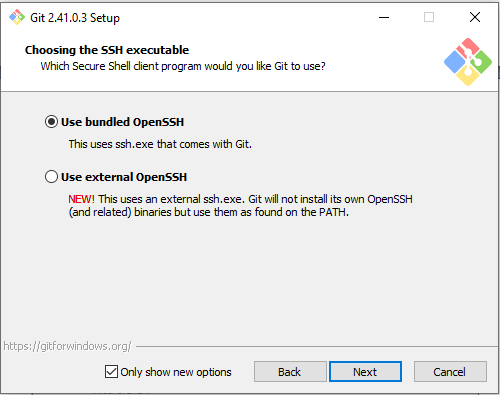 Git 2.41.0.3 Setup
Choosing the SSH executable
Which Secure Shell client program would you like Git to use?
Use bundled OpenSSH
This uses ssh.exe that comes with Git.
Use external OpenSSH
NEW! This uses an external ssh.exe. Git will not install its own OpenSSH
(and related) binaries but use them as found on the PATH.
https://gitforwindows.org/
Only show new options
Back
Next
Cancel